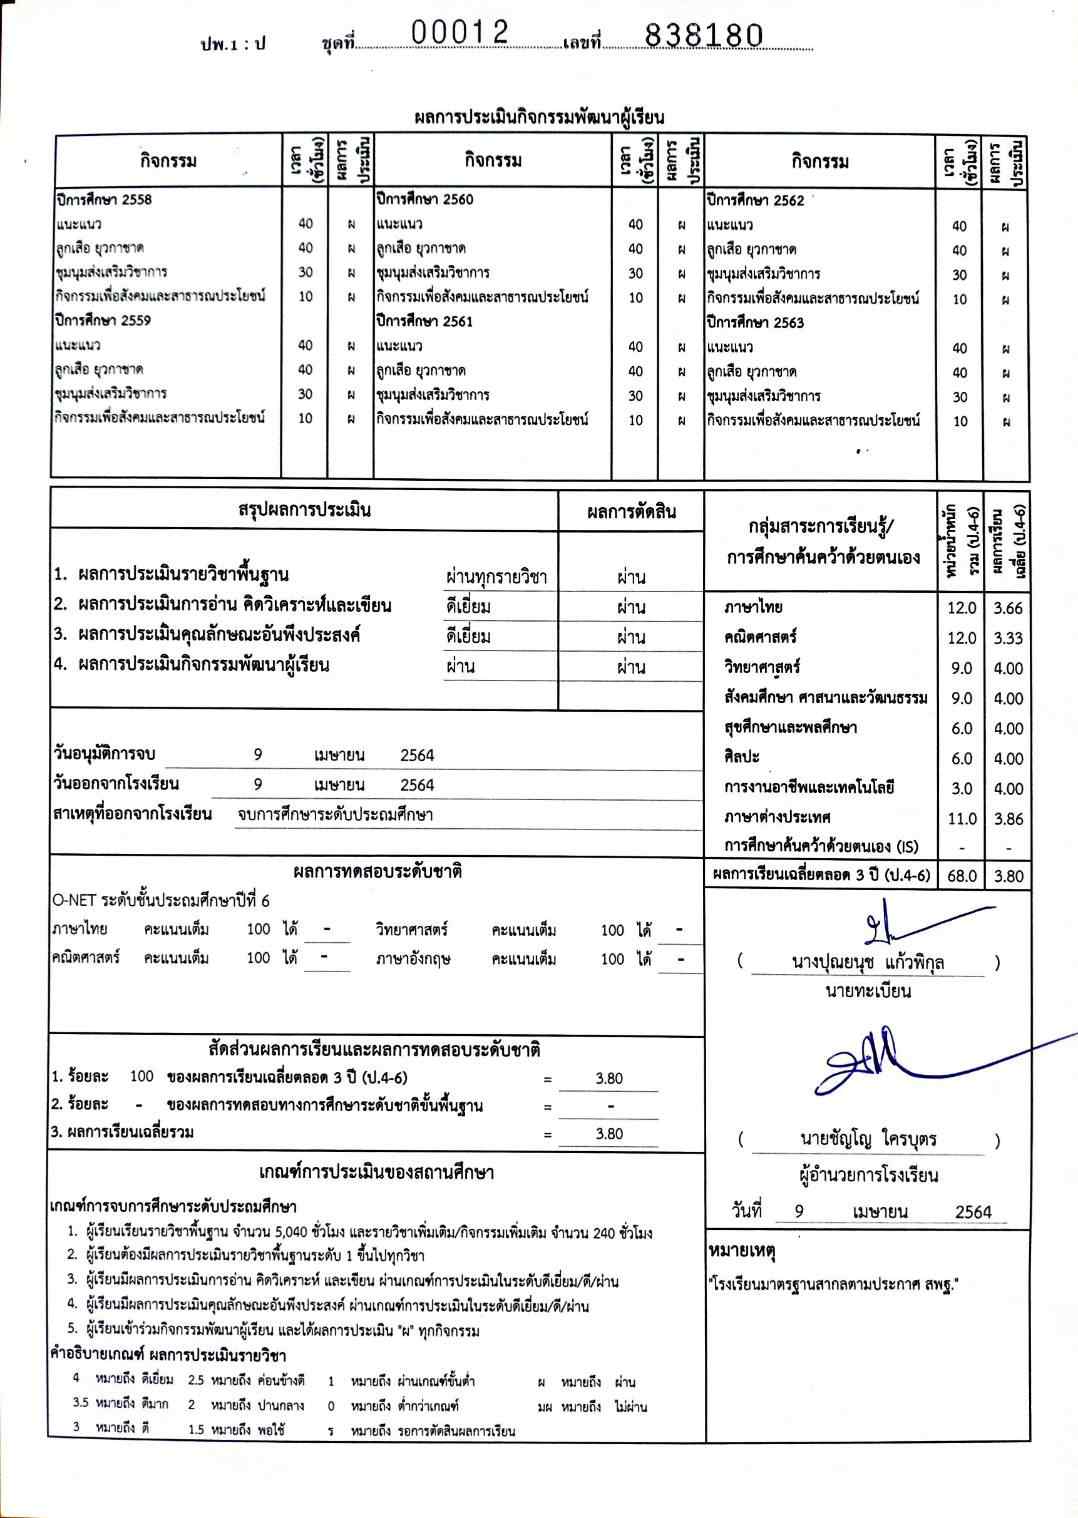 ปพ.1 : ป ชุดที่ 00012 เลขที่ 838180
ผลการประเมินกิจกรรมพัฒนาผู้เรียน
กิจกรรม เวลา (ชั่วโมง) ผลการประเมิน กิจกรรม เวลา (ชั่วโมง) ผลการประเมิน กิจกรรม เวลา (ชั่วโมง) ผลการประเมิน
ปีการศึกษา 2558 ปีการศึกษา 2560 ปีการศึกษา 2562
แนะแนว 40 ผ แนะแนว 40 ผ แนะแนว 40 ผ
ลูกเสือ ยุวกาชาด 40 ผ ลูกเสือ ยุวกาชาด 40 ผ ลูกเสือ ยุวกาชาด 40 ผ
ชุมนุมส่งเสริมวิชาการ 30 ผ ชุมนุมส่งเสริมวิชาการ 30 ผ ชุมนุมส่งเสริมวิชาการ 30 ผ
กิจกรรมเพื่อสังคมและสาธารณประโยชน์ 10 ผ กิจกรรมเพื่อสังคมและสาธารณประโยชน์ 10 ผ กิจกรรมเพื่อสังคมและสาธารณประโยชน์ 10 ผ
ปีการศึกษา 2559 ปีการศึกษา 2561 ปีการศึกษา 2563
แนะแนว 40 ผ แนะแนว 40 ผ แนะแนว 40 ผ
ลูกเสือ ยุวกาชาด 40 ผ ลูกเสือ ยุวกาชาด 40 ผ ลูกเสือ ยุวกาชาด 40 ผ
ชุมนุมส่งเสริมวิชาการ 30 ผ ชุมนุมส่งเสริมวิชาการ 30 ผ ชุมนุมส่งเสริมวิชาการ 30 ผ
กิจกรรมเพื่อสังคมและสาธารณประโยชน์ 10 ผ กิจกรรมเพื่อสังคมและสาธารณประโยชน์ 10 ผ กิจกรรมเพื่อสังคมและสาธารณประโยชน์ 10 ผ
สรุปผลการประเมิน ผลการตัดสิน
1. ผลการประเมินรายวิชาพื้นฐาน ผ่านทุกรายวิชา ผ่าน
2. ผลการประเมินการอ่าน คิดวิเคราะห์และเขียน ดีเยี่ยม ผ่าน
3. ผลการประเมินคุณลักษณะอันพึงประสงค์ ดีเยี่ยม ผ่าน
4. ผลการประเมินกิจกรรมพัฒนาผู้เรียน ผ่าน ผ่าน
วันอนุมัติการจบ 9 เมษายน 2564
วันออกจากโรงเรียน 9 เมษายน 2564
สาเหตุที่ออกจากโรงเรียน จบการศึกษาระดับประถมศึกษา
กลุ่มสาระการเรียนรู้/
การศึกษาค้นคว้าด้วยตนเอง หน่วยน้ำหนักรวม (ป.4-6) ผลการเรียนเฉลี่ย (ป.4-6)
ภาษาไทย 12.0 3.66
คณิตศาสตร์ 12.0 3.33
วิทยาศาสตร์ 9.0 4.00
สังคมศึกษา ศาสนาและวัฒนธรรม 9.0 4.00
สุขศึกษาและพลศึกษา 6.0 4.00
ศิลปะ 6.0 4.00
การงานอาชีพและเทคโนโลยี 3.0 4.00
ภาษาต่างประเทศ 11.0 3.86
การศึกษาค้นคว้าด้วยตนเอง (IS) - -
ผลการเรียนเฉลี่ยตลอด 3 ปี (ป.4-6) 68.0 3.80
ผลการทดสอบระดับชาติ
O-NET ระดับชั้นประถมศึกษาปีที่ 6
ภาษาไทย คะแนนเต็ม 100 ได้ - วิทยาศาสตร์ คะแนนเต็ม 100 ได้ -
คณิตศาสตร์ คะแนนเต็ม 100 ได้ - ภาษาอังกฤษ คะแนนเต็ม 100 ได้ -
สัดส่วนผลการเรียนและผลการทดสอบระดับชาติ
1. ร้อยละ 100 ของผลการเรียนเฉลี่ยตลอด 3 ปี (ป.4-6) = 3.80
2. ร้อยละ - ของผลการทดสอบทางการศึกษาระดับชาติขั้นพื้นฐาน = -
3. ผลการเรียนเฉลี่ยรวม = 3.80
( นางปุณยนุช แก้วพิกุล )
นายทะเบียน
( นายชัญโญ ใครบุตร )
ผู้อำนวยการโรงเรียน
วันที่ 9 เมษายน 2564
เกณฑ์การประเมินของสถานศึกษา
เกณฑ์การจบการศึกษาระดับประถมศึกษา
1. ผู้เรียนเรียนรายวิชาพื้นฐาน จำนวน 5,040 ชั่วโมง และรายวิชาเพิ่มเติม/กิจกรรมเพิ่มเติม จำนวน 240 ชั่วโมง
2. ผู้เรียนต้องมีผลการประเมินรายวิชาพื้นฐานระดับ 1 ขึ้นไปทุกวิชา
3. ผู้เรียนมีผลการประเมินการอ่าน คิดวิเคราะห์ และเขียน ผ่านเกณฑ์การประเมินในระดับดีเยี่ยม/ดี/ผ่าน
4. ผู้เรียนมีผลการประเมินคุณลักษณะอันพึงประสงค์ ผ่านเกณฑ์การประเมินในระดับดีเยี่ยม/ดี/ผ่าน
5. ผู้เรียนเข้าร่วมกิจกรรมพัฒนาผู้เรียน และได้ผลการประเมิน "ผ" ทุกกิจกรรม
คำอธิบายเกณฑ์ ผลการประเมินรายวิชา
4 หมายถึง ดีเยี่ยม 2.5 หมายถึง ค่อนข้างดี 1 หมายถึง ผ่านเกณฑ์ขั้นต่ำ ผ หมายถึง ผ่าน
3.5 หมายถึง ดีมาก 2 หมายถึง ปานกลาง 0 หมายถึง ต่ำกว่าเกณฑ์ มผ หมายถึง ไม่ผ่าน
3 หมายถึง ดี 1.5 หมายถึง พอใช้ ร หมายถึง รอการตัดสินผลการเรียน
หมายเหตุ
"โรงเรียนมาตรฐานสากลตามประกาศ สพฐ."